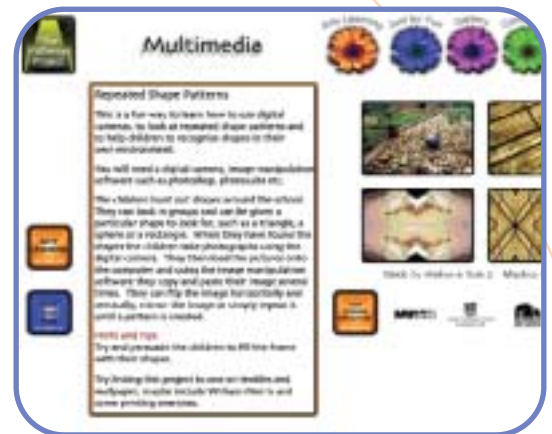 Multimedia
Arts Learning
Just for Fun
Gallery
Repeated Shape Patterns
This is a fun way to learn how to use digital
cameras, to look at repeated shape patterns and
to help children to recognise shapes in their
own environment.
You will need a digital camera, image manipulation
software such as photoshop, photosuite etc.
The children hunt out shapes around the school.
They can look in groups and can be given a
particular shape to look for, such as a triangle, a
sphere or a rectangle. When they have found the
shapes the children take photographs using the
digital camera. They then load the pictures onto
the computer and using the image manipulation
software they copy and paste their image several
times. They can flip the image horizontally and
vertically, mirror the image or simply repeat it
until a pattern is created.
Hints and Tips
Try and persuade the children to fill the frame
with their shapes.
Try linking this project to one on textiles and
wallpaper, maybe include William Morris and
some printing exercises.